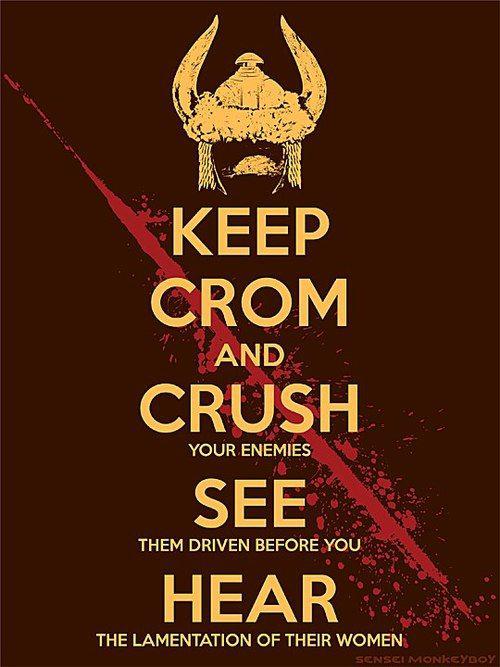 KEEP
CROM
AND
CRUSH
YOUR ENEMIES
SEE
THEM DRIVEN BEFORE YOU
HEAR
THE LAMENTATION OF THEIR WOMEN
SENSEI MONKEYBOY